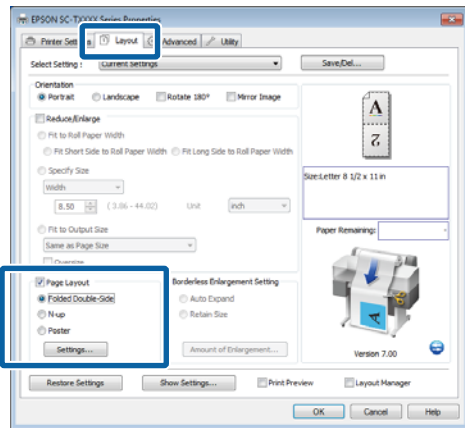 EPSON SC-TXXXX Series Properties
Printer Settings Layout Advanced Utility
Select Setting : Current Settings Save/Del...
Orientation
Portrait Landscape Rotate 180° Mirror Image
Reduce/Enlarge
Fit to Roll Paper Width
Fit Short Side to Roll Paper Width Fit Long Side to Roll Paper Width
Specify Size
Width
8.50 (3.86 - 44.02) Unit inch
Fit to Output Size
Same as Page Size
Oversize
A
2
Size:Letter 8 1/2 x 11 in
Paper Remaining:
Page Layout
Folded Double-Side
N-up
Poster
Settings...
Borderless Enlargement Setting
Auto Expand
Retain Size
Amount of Enlargement...
A
Version 7.00
Restore Settings Show Settings... Print Preview Layout Manager
OK Cancel Help